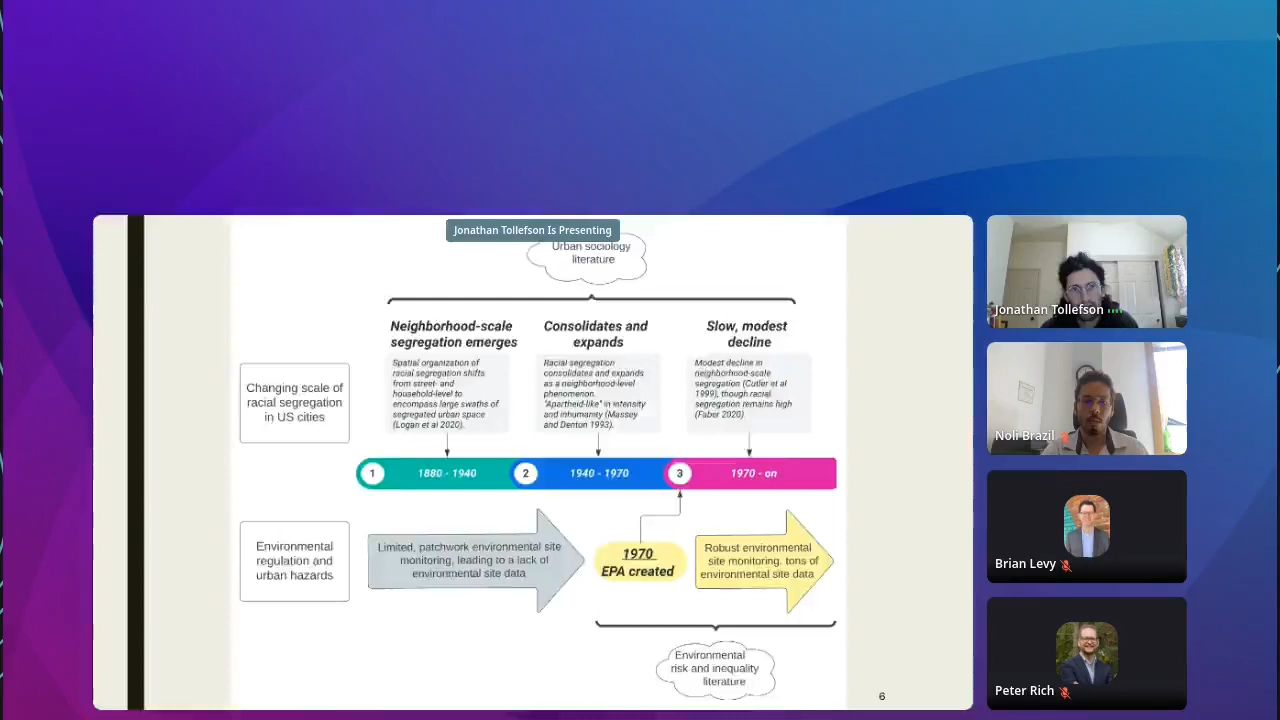 Jonathan Tollefson Is Presenting
Urban sociology
literature
Neighborhood-scale
segregation emerges
Consolidates and
expands
Slow, modest
decline
Changing scale of
racial segregation
in US cities
Spatial organization of
racial segregation shifts
from street- and
household-level to
encompass large swaths of
segregated urban space
(Logan et al 2020).
Racial segregation
consolidates and expands
as a neighborhood-level
phenomenon.
"Apartheid-like" in intensity
and inhumanity (Massey
and Denton 1993).
Modest decline in
neighborhood-scale
segregation (Cutler et al
1999), though racial
segregation remains high
(Faber 2020).
1
1880 - 1940
2
1940 - 1970
3
1970 - on
Environmental
regulation and
urban hazards
Limited, patchwork environmental site
monitoring, leading to a lack of
environmental site data
1970
EPA created
Robust environmental
site monitoring, tons of
environmental site data
Environmental
risk and inequality
literature
6
Jonathan Tollefson
Noli Brazil
Brian Levy
Peter Rich